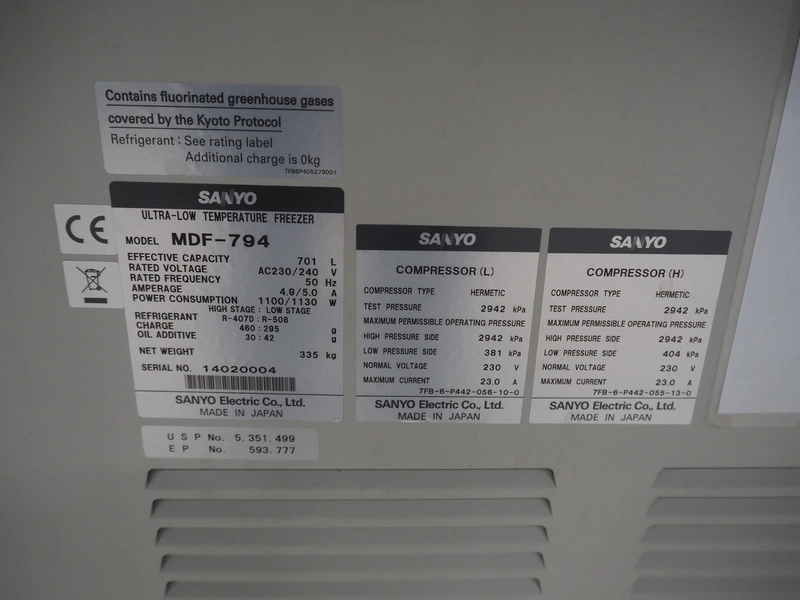 Contains fluorinated greenhouse gases
covered by the Kyoto Protocol
Refrigerant : See rating label
Additional charge is 0kg
7FB6P405278001
CE
SANYO
ULTRA-LOW TEMPERATURE FREEZER
MODEL MDF-794
EFFECTIVE CAPACITY 701 L
RATED VOLTAGE AC230/240 V
RATED FREQUENCY 50 Hz
AMPERAGE 4.9/5.0 A
POWER CONSUMPTION 1100/1130 W
HIGH STAGE : LOW STAGE
REFRIGERANT R-407D : R-508
CHARGE 460 : 295 g
OIL ADDITIVE 30 : 42 g
NET WEIGHT 335 kg
SERIAL NO. 14020004
SANYO Electric Co., Ltd.
MADE IN JAPAN
U S P No. 5.351.499
E P No. 593.777
SANYO
COMPRESSOR (L)
COMPRESSOR TYPE HERMETIC
TEST PRESSURE 2942 kPa
MAXIMUM PERMISSIBLE OPERATING PRESSURE
HIGH PRESSURE SIDE 2942 kPa
LOW PRESSURE SIDE 381 kPa
NORMAL VOLTAGE 230 V
MAXIMUM CURRENT 23.0 A
7FB-6-P442-056-10-0
SANYO Electric Co., Ltd.
MADE IN JAPAN
SANYO
COMPRESSOR (H)
COMPRESSOR TYPE HERMETIC
TEST PRESSURE 2942 kPa
MAXIMUM PERMISSIBLE OPERATING PRESSURE
HIGH PRESSURE SIDE 2942 kPa
LOW PRESSURE SIDE 404 kPa
NORMAL VOLTAGE 230 V
MAXIMUM CURRENT 23.0 A
7FB-6-P442-055-13-0
SANYO Electric Co., Ltd.
MADE IN JAPAN